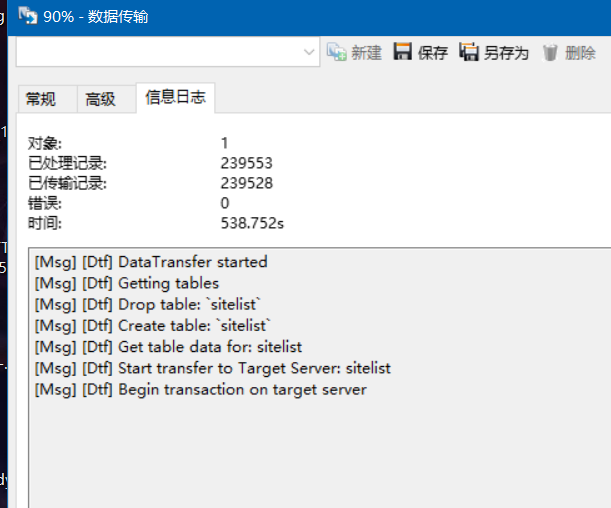 90% - 数据传输
新建 保存 另存为 删除
常规 高级 信息日志
对象: 1
已处理记录: 239553
已传输记录: 239528
错误: 0
时间: 538.752s
[Msg] [Dtf] DataTransfer started
[Msg] [Dtf] Getting tables
[Msg] [Dtf] Drop table: `sitelist`
[Msg] [Dtf] Create table: `sitelist`
[Msg] [Dtf] Get table data for: sitelist
[Msg] [Dtf] Start transfer to Target Server: sitelist
[Msg] [Dtf] Begin transaction on target server